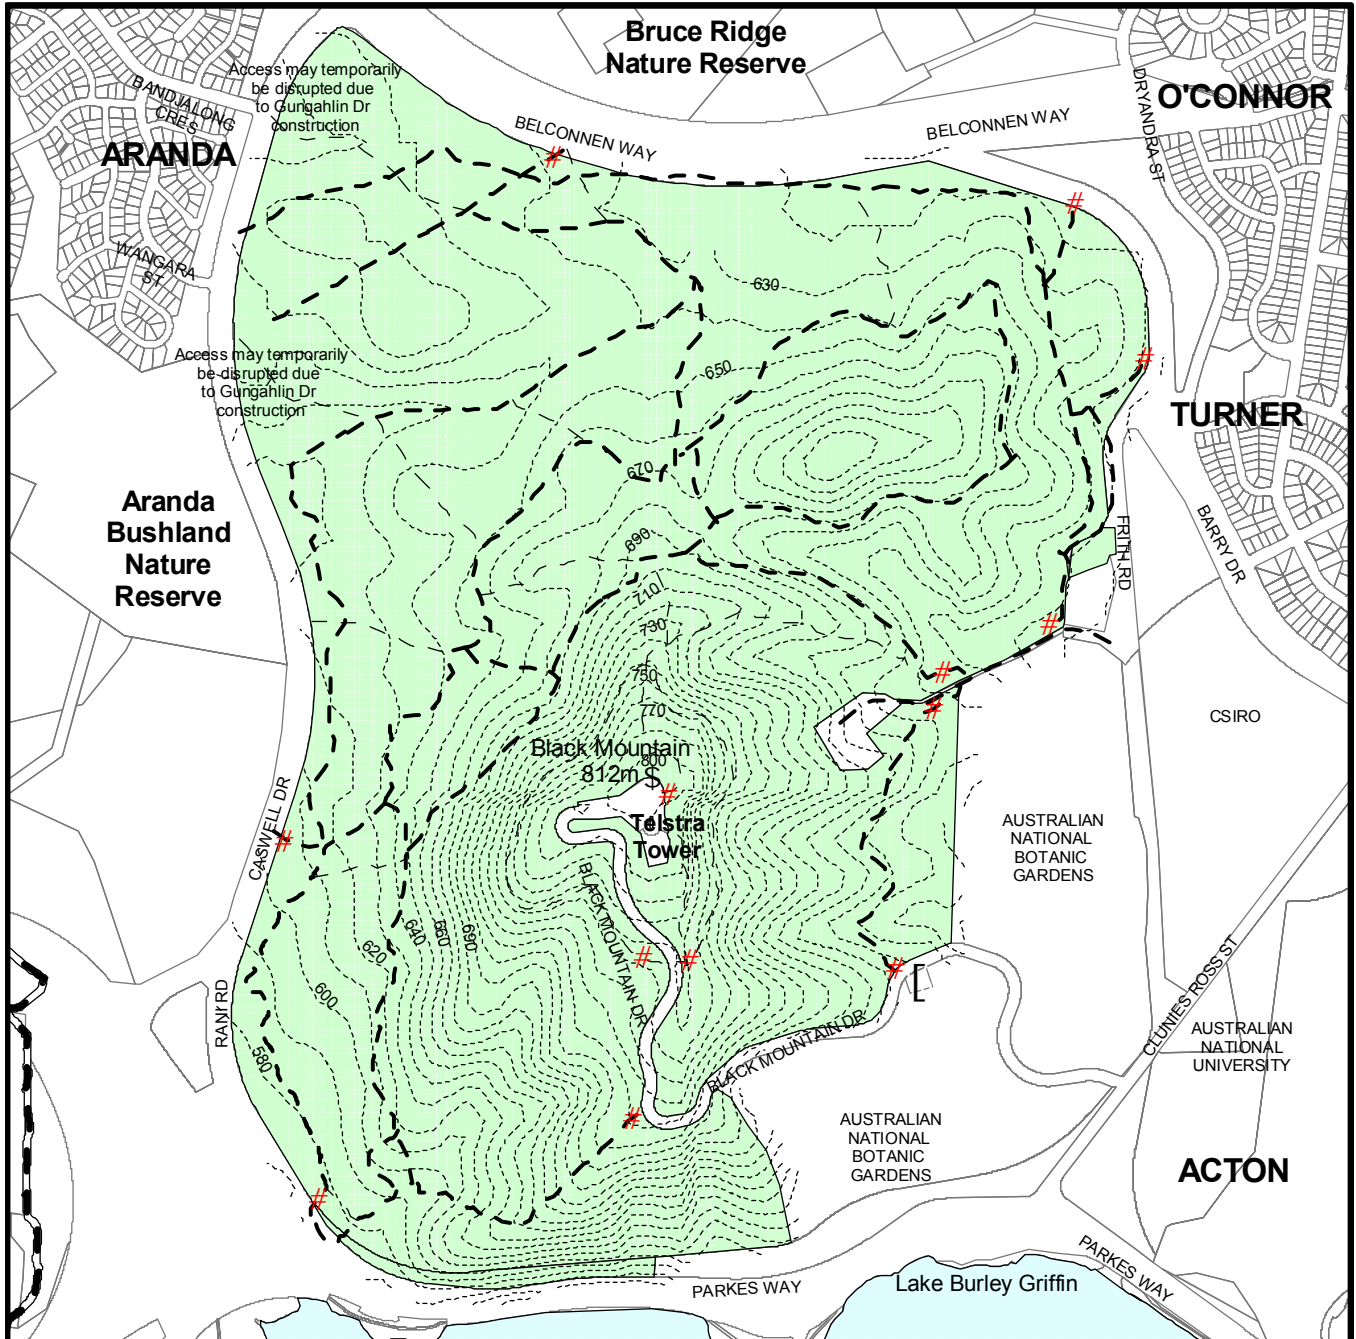 Bruce Ridge
Nature Reserve
Access may temporarily
be disrupted due
to Gungahlin Dr
construction
BANDJALONG
CRES
ARANDA
BELCONNEN WAY
BELCONNEN WAY
DRYANDRA ST
O'CONNOR
#
#
WANGARA
ST
630
Access may temporarily
be disrupted due
to Gungahlin Dr
construction
650
#
TURNER
670
Aranda
Bushland
Nature
Reserve
690
FRITH RD
BARRY DR
710
730
#
750
#
770
#
CSIRO
Black Mountain
812m $
800
#
Telstra
Tower
CASWELL DR
#
AUSTRALIAN
NATIONAL
BOTANIC
GARDENS
BLACK MOUNTAIN DR
620
640
660
690
#
#
#
[
600
RANI RD
580
BLACK MOUNTAIN DR
CLUNIES ROSS ST
AUSTRALIAN
NATIONAL
UNIVERSITY
#
AUSTRALIAN
NATIONAL
BOTANIC
GARDENS
ACTON
#
PARKES WAY
Lake Burley Griffin
PARKES WAY